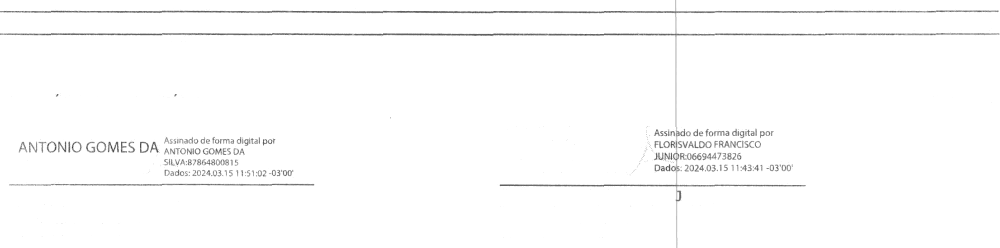 ANTONIO GOMES DA
Assinado de forma digital por
ANTONIO GOMES DA
SILVA:87864800815
Dados: 2024.03.15 11:51:02 -03'00'
Assinado de forma digital por
FLORISVALDO FRANCISCO
JUNIOR:06694473826
Dados: 2024.03.15 11:43:41 -03'00'
J